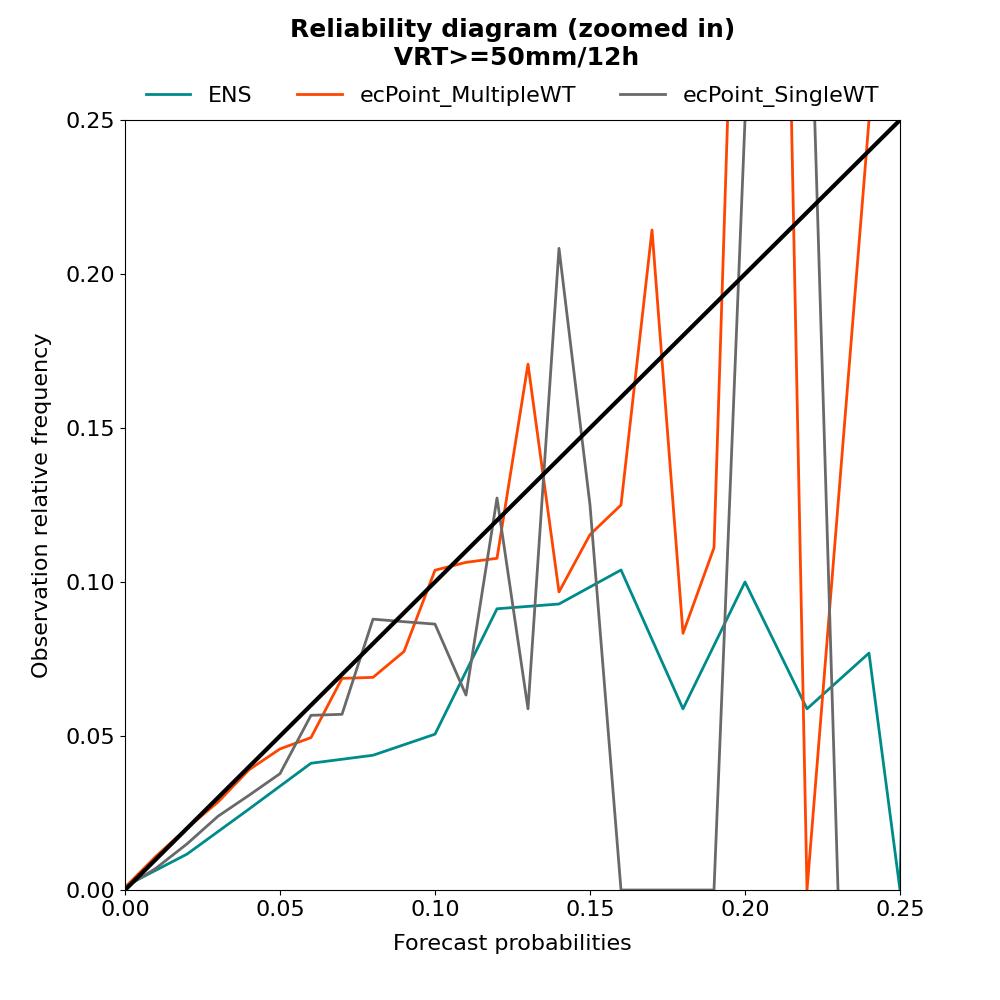 Reliability diagram (zoomed in)
VRT>=50mm/12h
ENS ecPoint_MultipleWT ecPoint_SingleWT
0.25
0.20
0.15
0.10
0.05
0.00
Observation relative frequency
0.00 0.05 0.10 0.15 0.20 0.25
Forecast probabilities